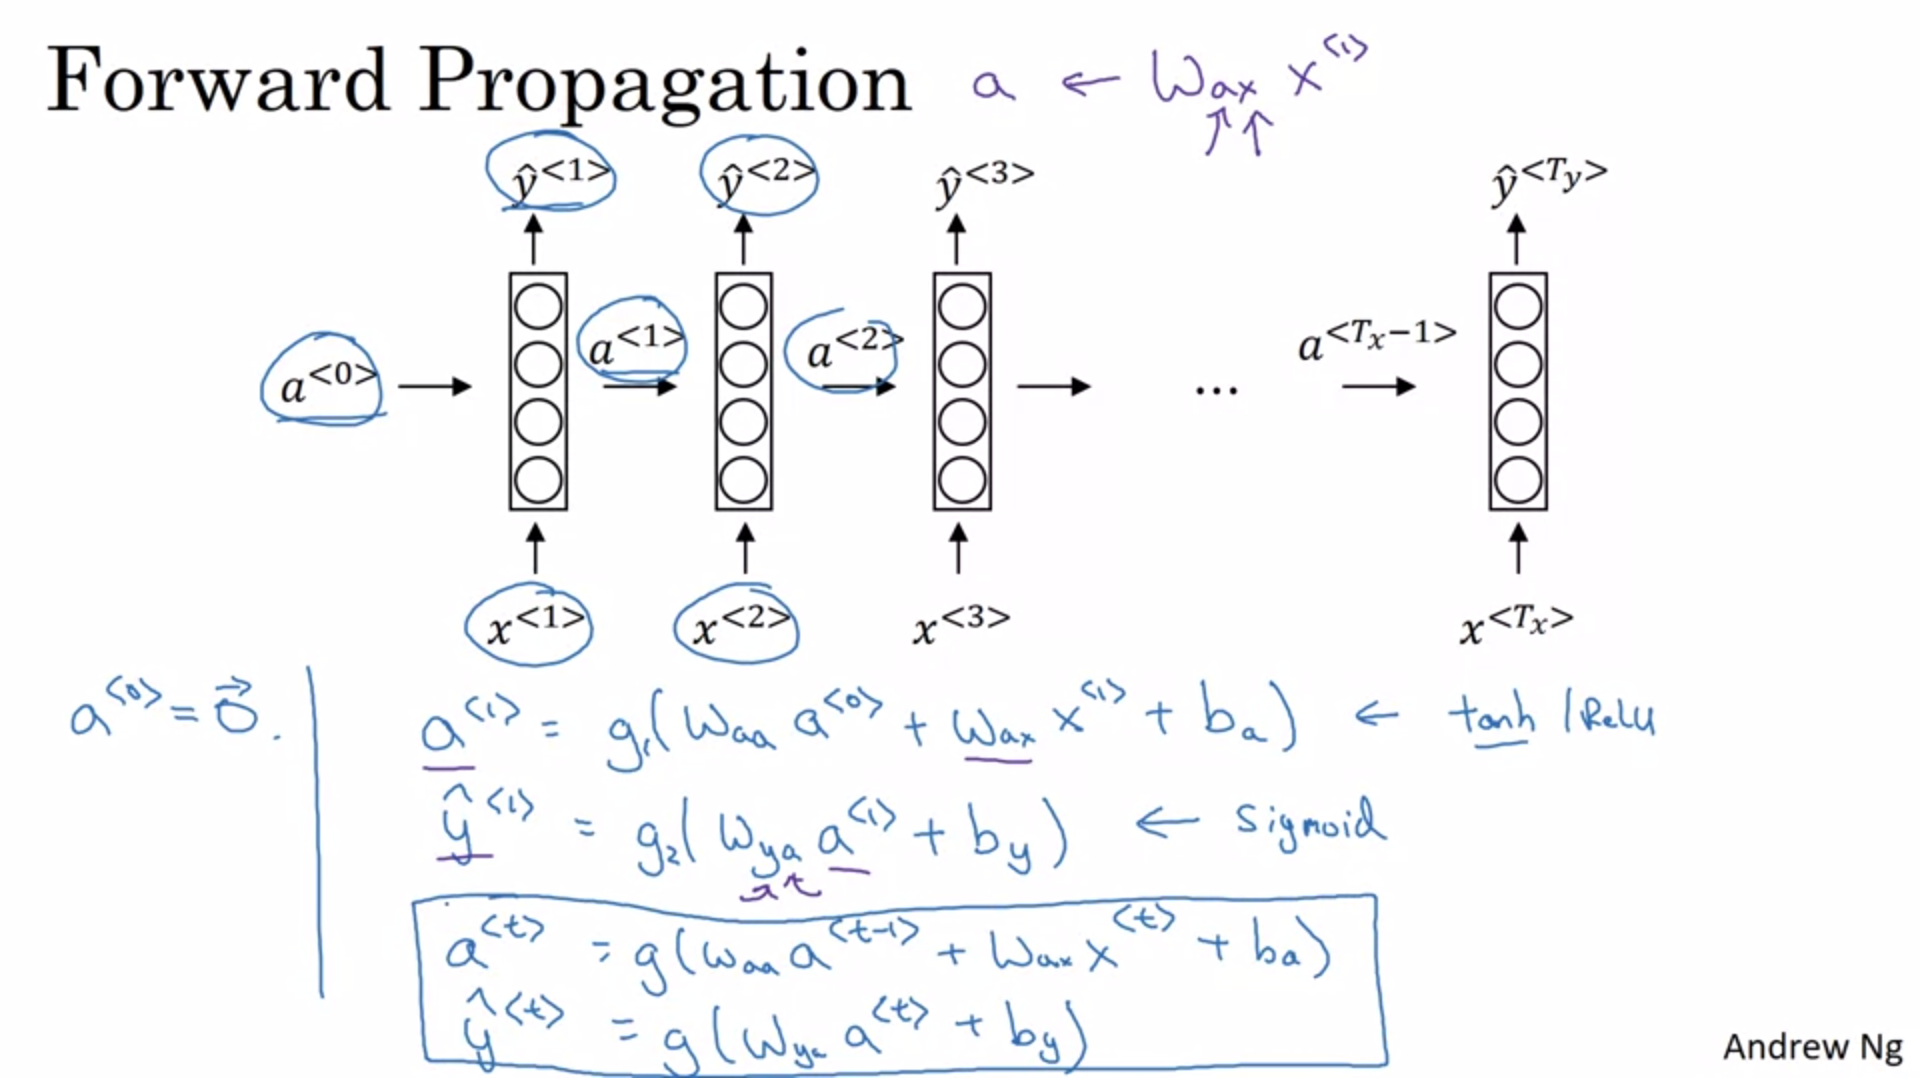 Forward Propagation a ← Wax x<1>
ŷ<1> ŷ<2> ŷ<3> ŷ<Ty>
a<0> a<1> a<2> ... a<Tx−1>
x<1> x<2> x<3> x<Tx>
a<0> = 0⃗.
a<1> = g₁(Waa a<0> + Wax x<1> + ba) ← tanh | ReLU
ŷ<1> = g₂(Wya a<1> + by) ← sigmoid
a<t> = g(Waa a<t-1> + Wax x<t> + ba)
ŷ<t> = g(Wya a<t> + by)
Andrew Ng